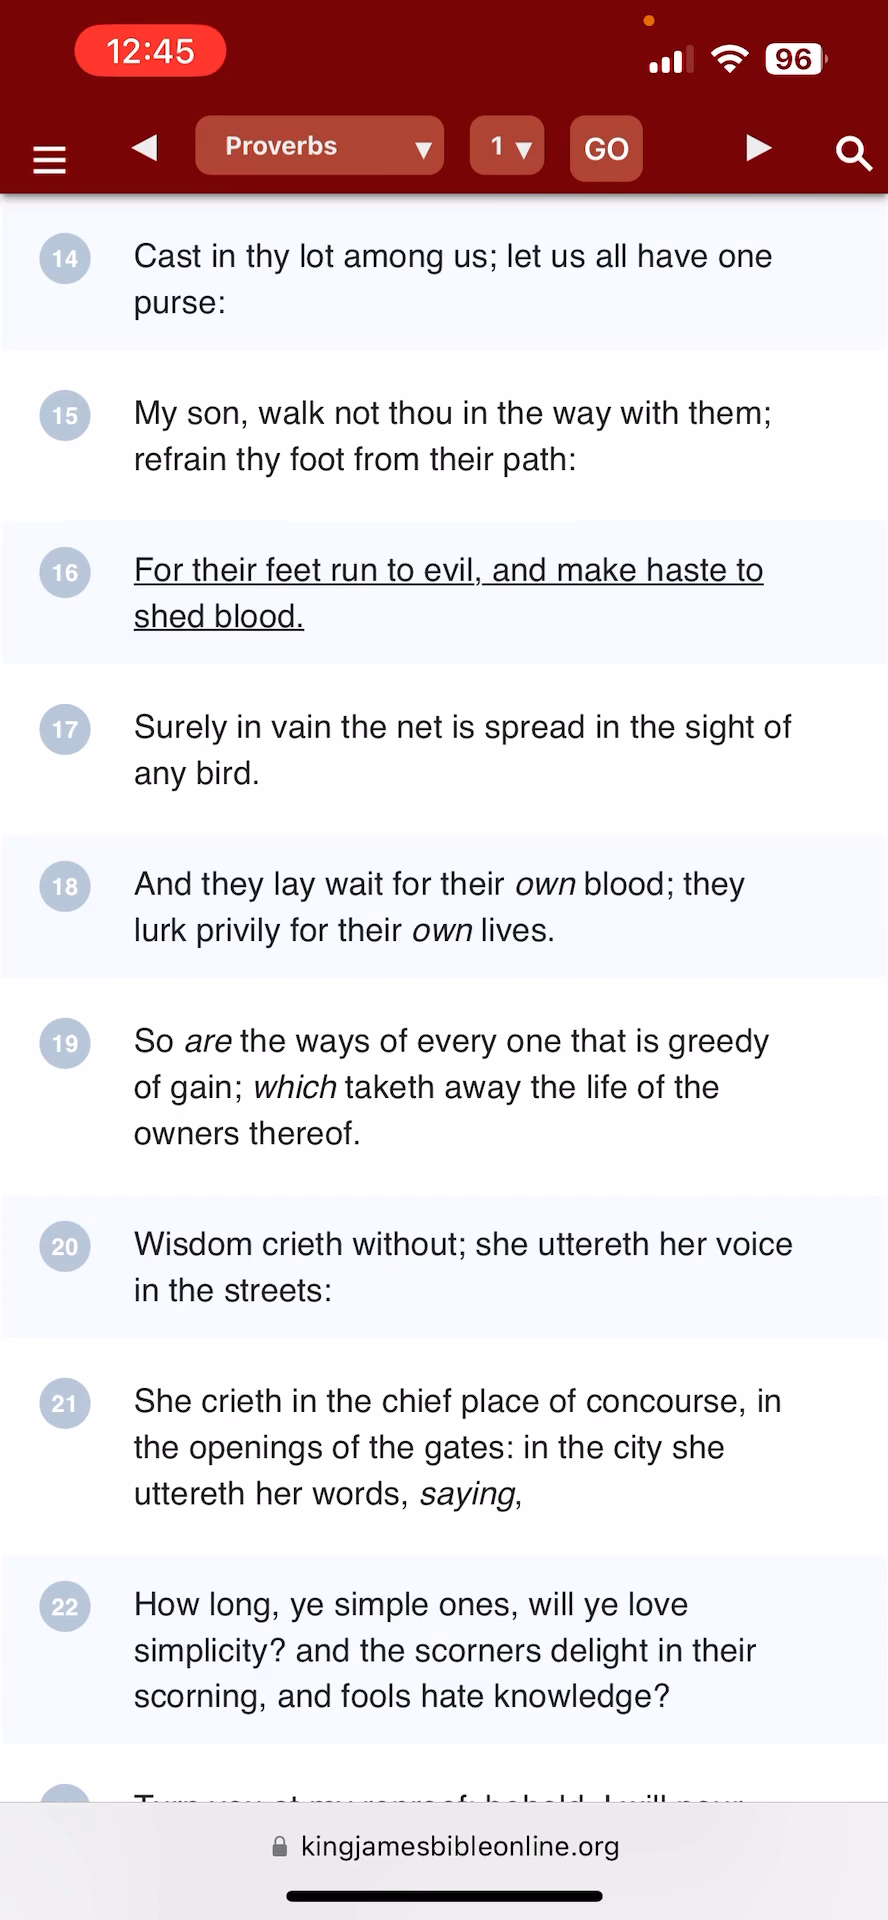 12:45
96
Proverbs
1
GO
14
Cast in thy lot among us; let us all have one
purse:
15
My son, walk not thou in the way with them;
refrain thy foot from their path:
16
For their feet run to evil, and make haste to
shed blood.
17
Surely in vain the net is spread in the sight of
any bird.
18
And they lay wait for their own blood; they
lurk privily for their own lives.
19
So are the ways of every one that is greedy
of gain; which taketh away the life of the
owners thereof.
20
Wisdom crieth without; she uttereth her voice
in the streets:
21
She crieth in the chief place of concourse, in
the openings of the gates: in the city she
uttereth her words, saying,
22
How long, ye simple ones, will ye love
simplicity? and the scorners delight in their
scorning, and fools hate knowledge?
Turn you at my reproof: behold, I will pour
kingjamesbibleonline.org